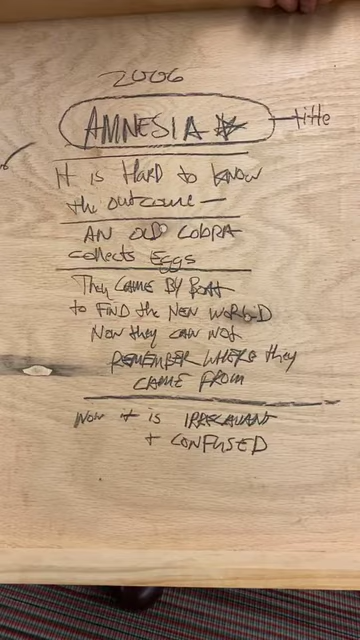 2006
AMNESIA
title
IT IS HARD to KNOW
the outcome —
AN OLD COBRA
collects EGGS
They CAME BY BOAT
to FIND the NEW WORLD
NOW they CAN NOT
REMEMBER WHERE they
CAME FROM
NOW it is IRRELAVANT
+ CONFUSED